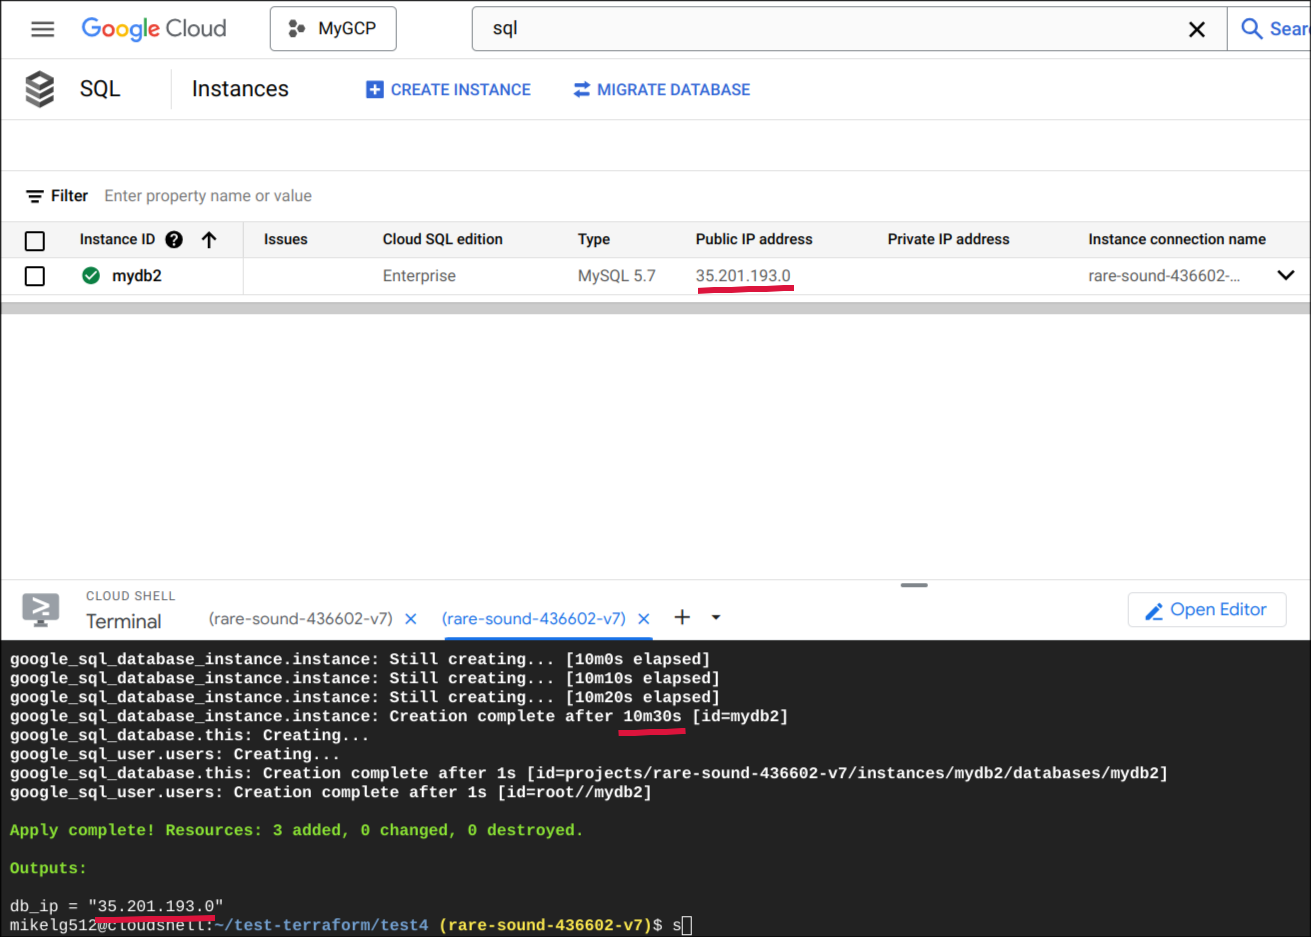 Google Cloud MyGCP sql Sear
SQL Instances CREATE INSTANCE MIGRATE DATABASE
Filter Enter property name or value
Instance ID Issues Cloud SQL edition Type Public IP address Private IP address Instance connection name
mydb2 Enterprise MySQL 5.7 35.201.193.0 rare-sound-436602-...
CLOUD SHELL
Terminal (rare-sound-436602-v7) (rare-sound-436602-v7) Open Editor
google_sql_database_instance.instance: Still creating... [10m0s elapsed]
google_sql_database_instance.instance: Still creating... [10m10s elapsed]
google_sql_database_instance.instance: Still creating... [10m20s elapsed]
google_sql_database_instance.instance: Creation complete after 10m30s [id=mydb2]
google_sql_database.this: Creating...
google_sql_user.users: Creating...
google_sql_database.this: Creation complete after 1s [id=projects/rare-sound-436602-v7/instances/mydb2/databases/mydb2]
google_sql_user.users: Creation complete after 1s [id=root//mydb2]
Apply complete! Resources: 3 added, 0 changed, 0 destroyed.
Outputs:
db_ip = "35.201.193.0"
mikelg512@cloudshell:~/test-terraform/test4 (rare-sound-436602-v7)$ s